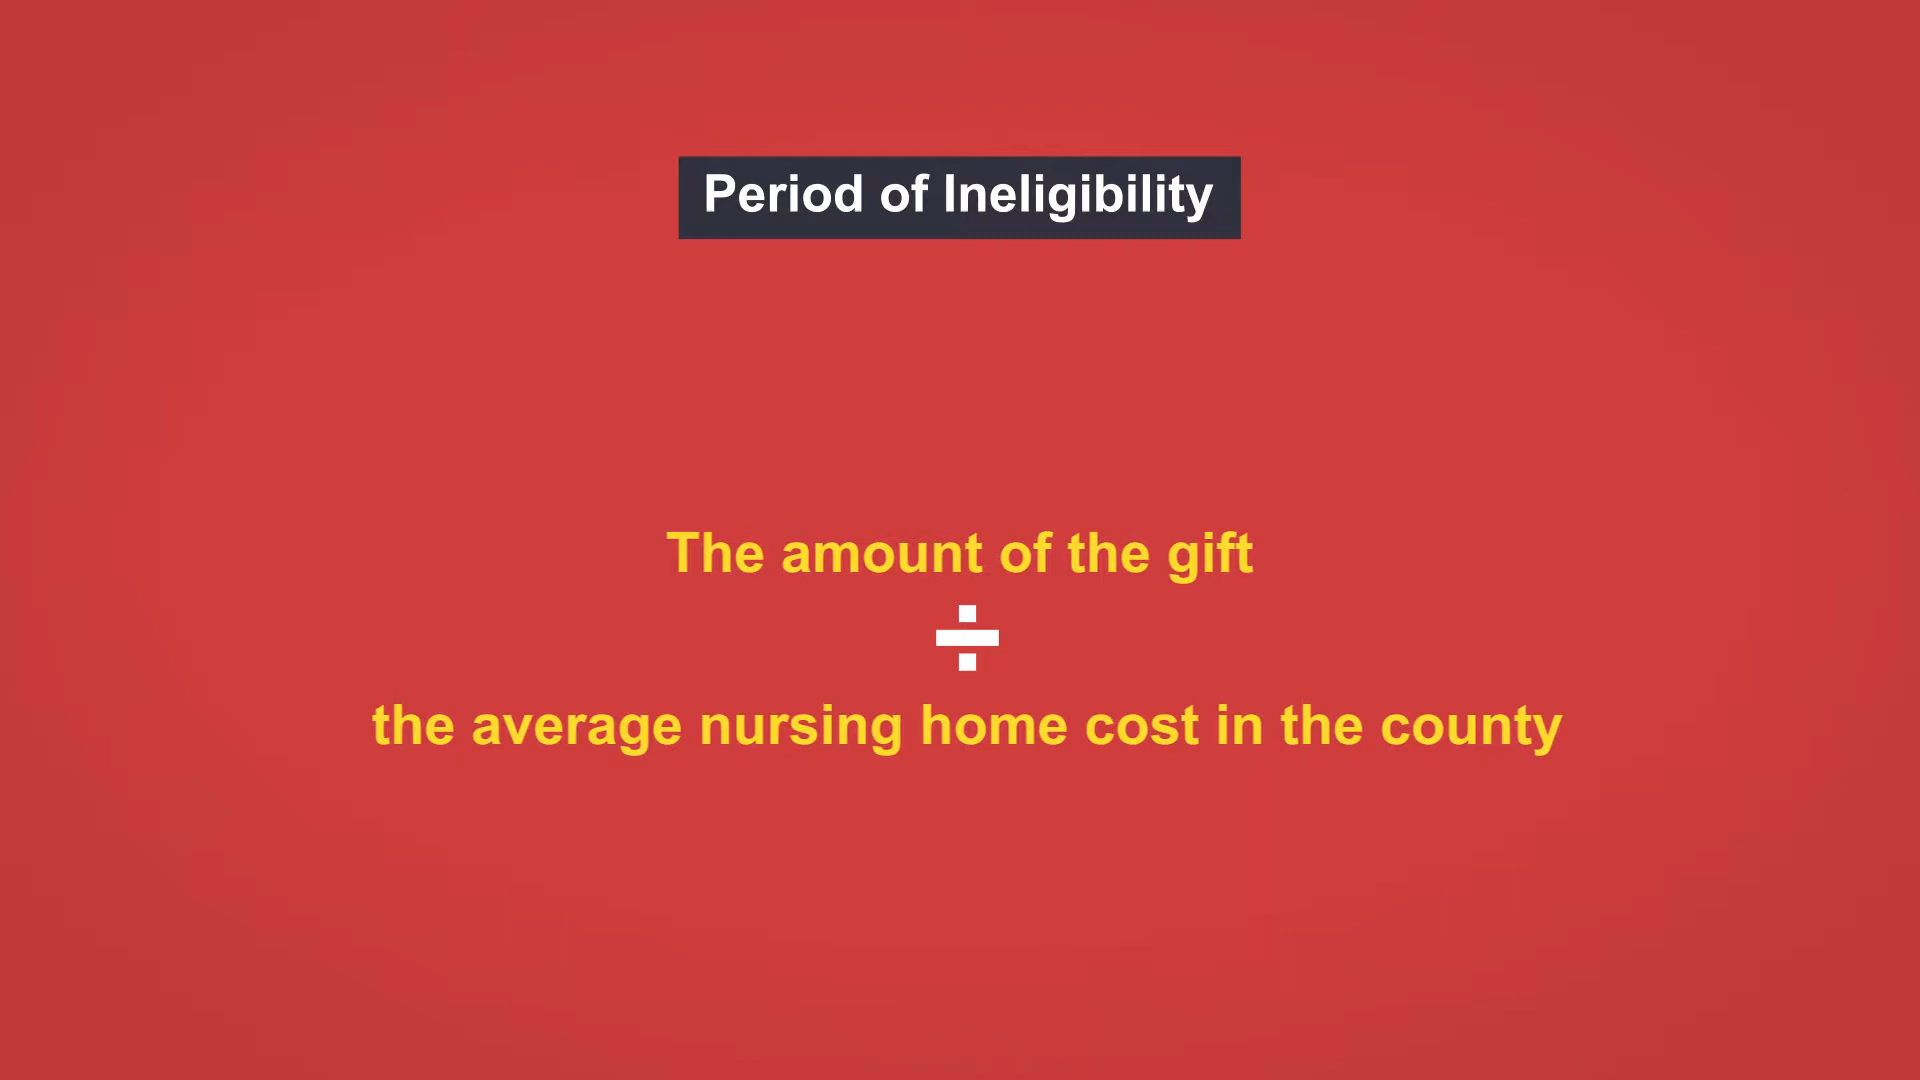 Period of Ineligibility
The amount of the gift
÷
the average nursing home cost in the county